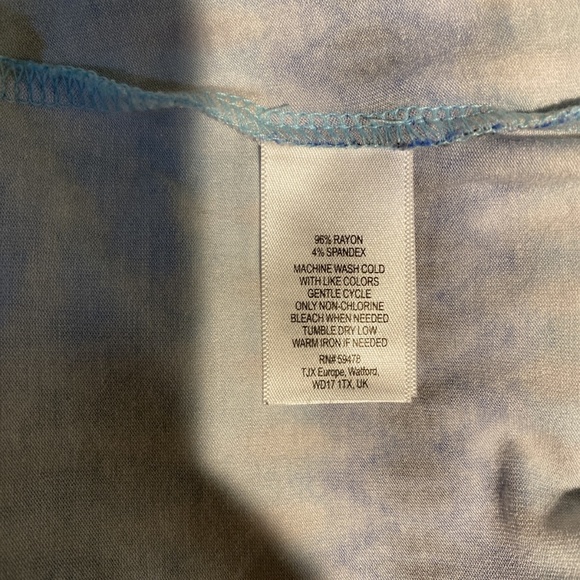 96% RAYON
4% SPANDEX
MACHINE WASH COLD
WITH LIKE COLORS
GENTLE CYCLE
ONLY NON-CHLORINE
BLEACH WHEN NEEDED
TUMBLE DRY LOW
WARM IRON IF NEEDED
RN# 59478
TJX Europe, Watford,
WD17 1TX, UK